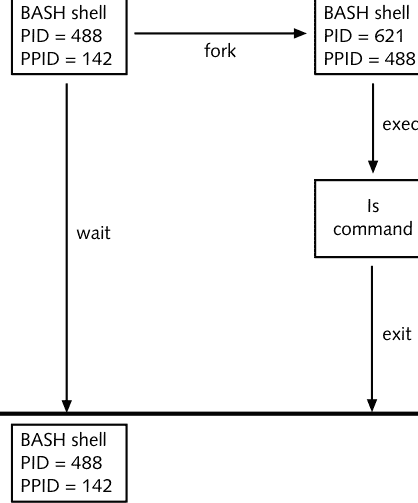 BASH shell
PID = 488
PPID = 142
fork
BASH shell
PID = 621
PPID = 488
exec
wait
ls
command
exit
BASH shell
PID = 488
PPID = 142